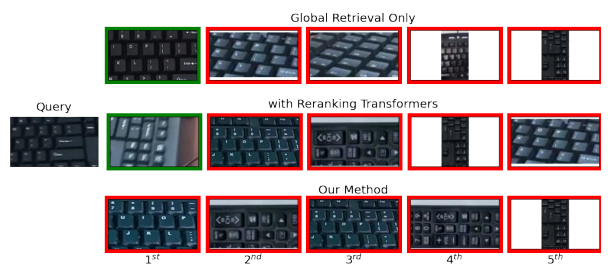 Global Retrieval Only
Query
with Reranking Transformers
Our Method
1st 2nd 3rd 4th 5th